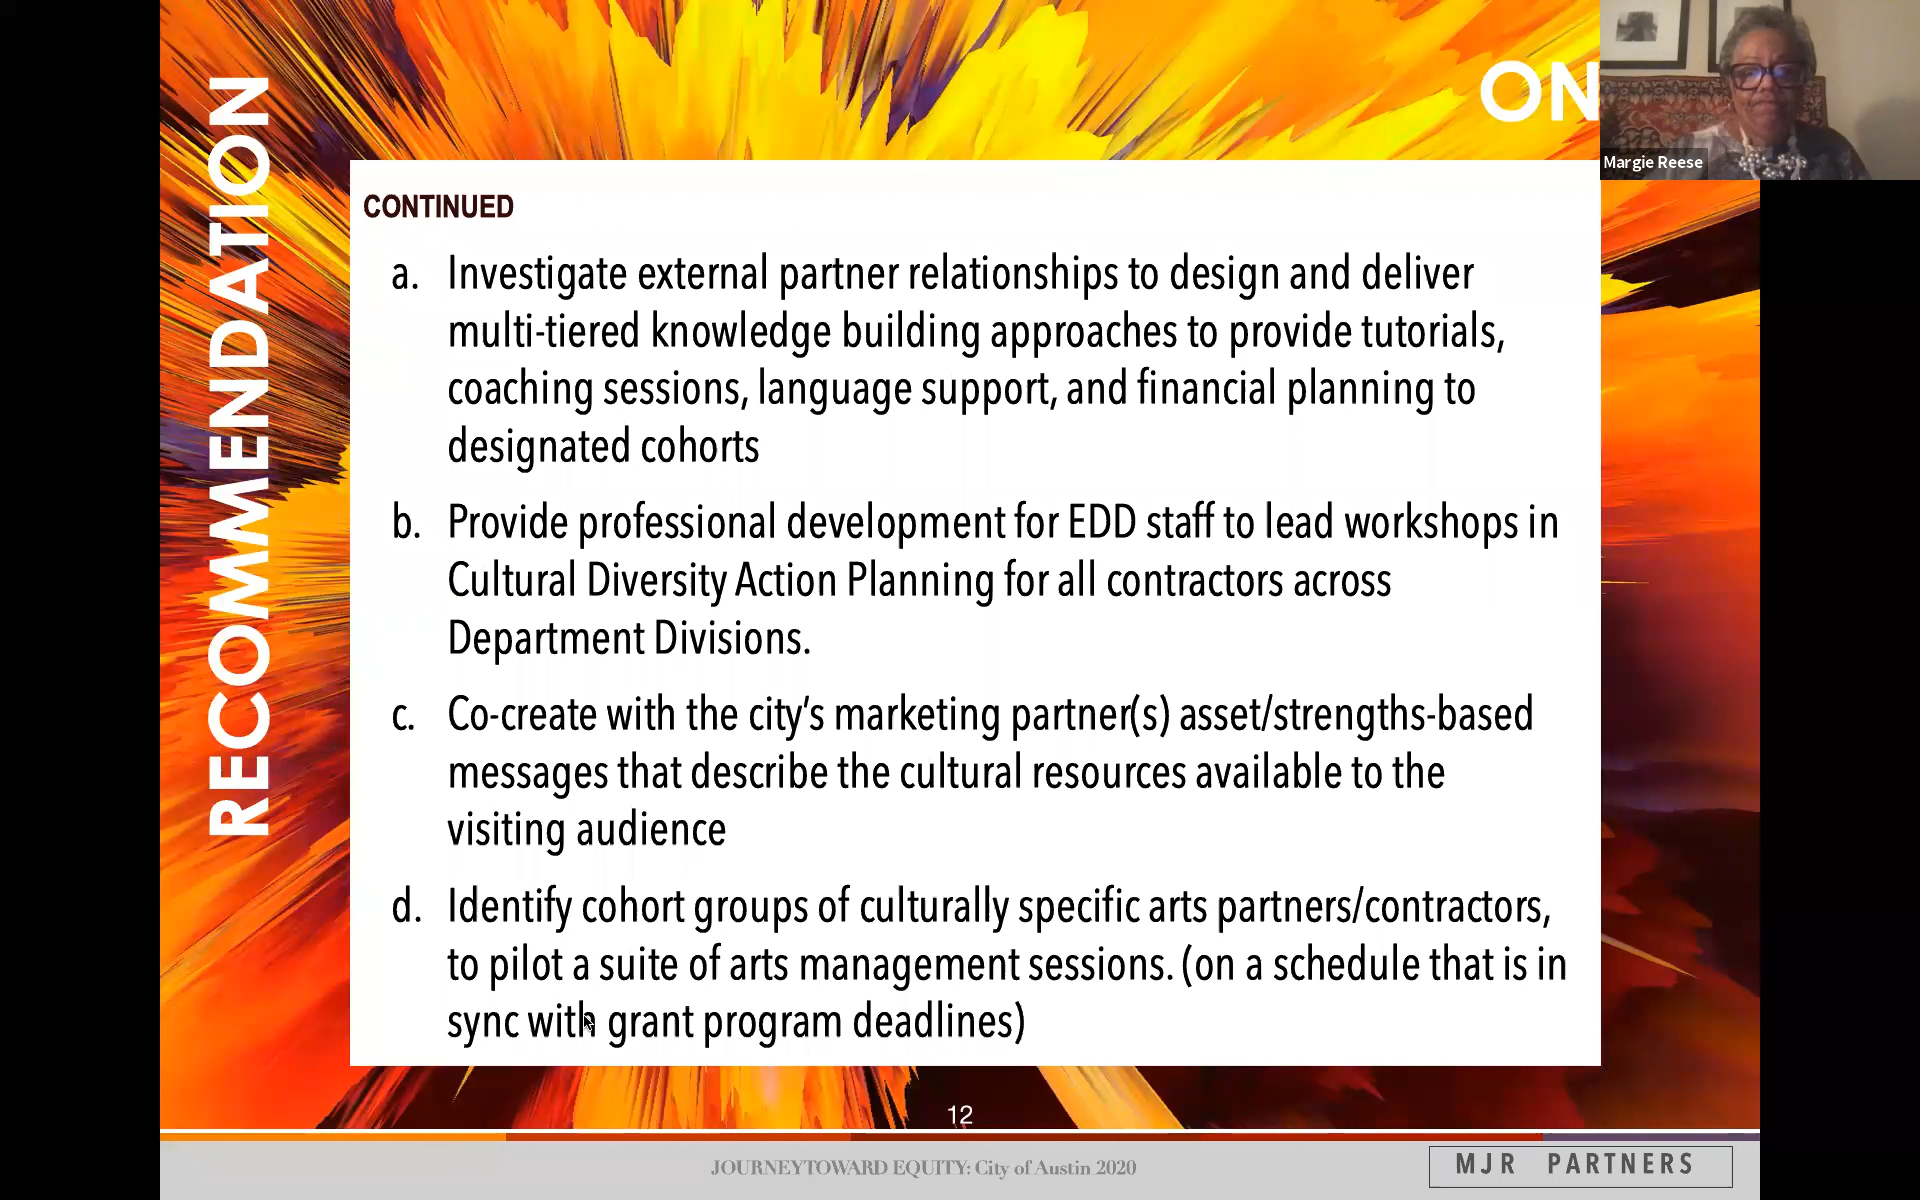 RECOMMENDATION
ON
Margie Reese
CONTINUED
a. Investigate external partner relationships to design and deliver
multi-tiered knowledge building approaches to provide tutorials,
coaching sessions, language support, and financial planning to
designated cohorts
b. Provide professional development for EDD staff to lead workshops in
Cultural Diversity Action Planning for all contractors across
Department Divisions.
c. Co-create with the city's marketing partner(s) asset/strengths-based
messages that describe the cultural resources available to the
visiting audience
d. Identify cohort groups of culturally specific arts partners/contractors,
to pilot a suite of arts management sessions. (on a schedule that is in
sync with grant program deadlines)
12
JOURNEYTOWARD EQUITY: City of Austin 2020
MJR PARTNERS